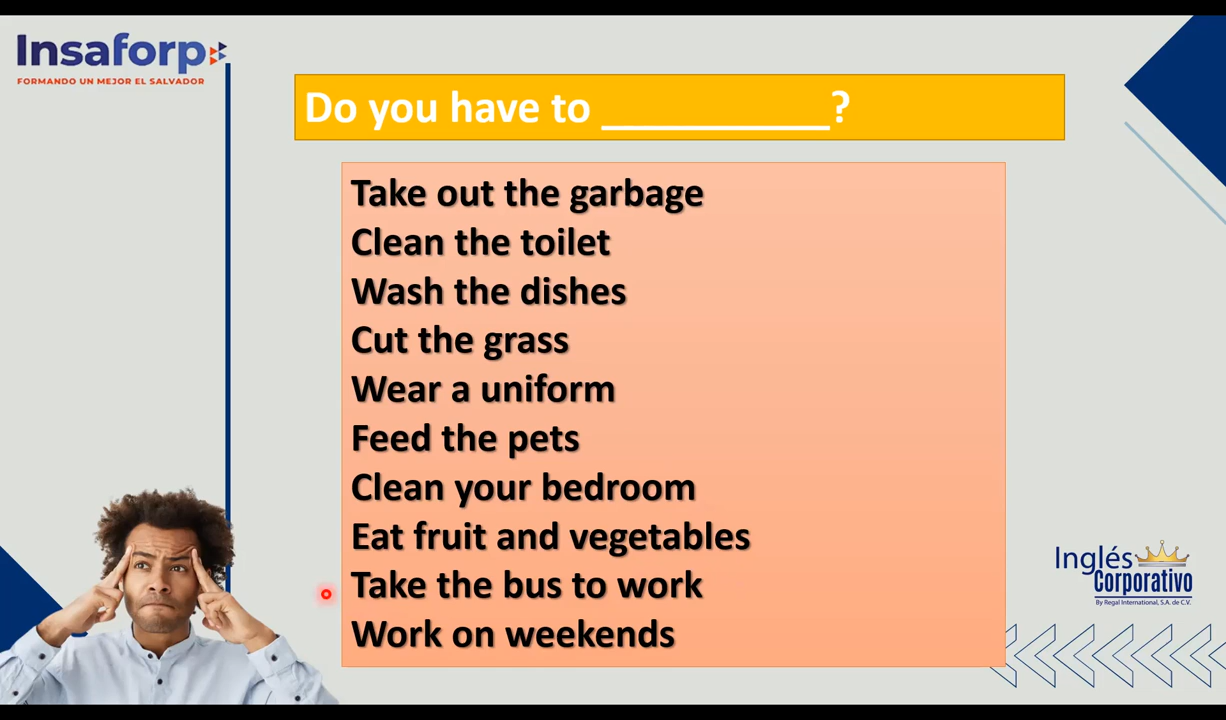 Insaforp
FORMANDO UN MEJOR EL SALVADOR
Do you have to __________?
Take out the garbage
Clean the toilet
Wash the dishes
Cut the grass
Wear a uniform
Feed the pets
Clean your bedroom
Eat fruit and vegetables
Take the bus to work
Work on weekends
Inglés
Corporativo
By Regal International, S.A. de C.V.